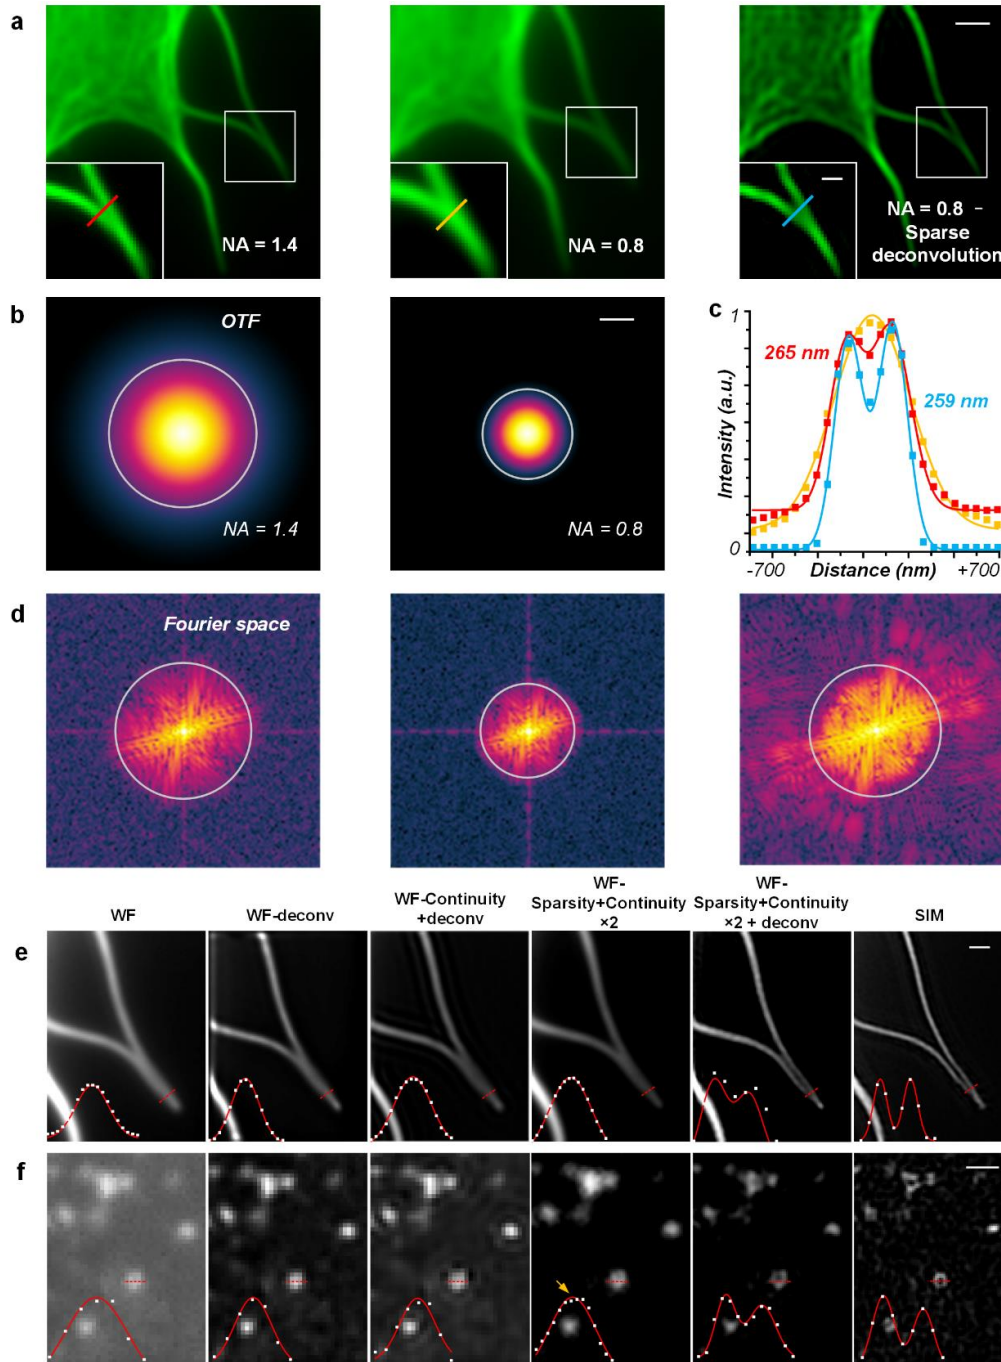 a
NA = 1.4
NA = 0.8
NA = 0.8 –
Sparse
deconvolution
b
OTF
NA = 1.4
NA = 0.8
c
1
265 nm
259 nm
Intensity (a.u.)
0
-700
Distance (nm)
+700
d
Fourier space
WF
WF-deconv
WF-Continuity
+deconv
WF-
Sparsity+Continuity
×2
WF-
Sparsity+Continuity
×2 + deconv
SIM
e
f